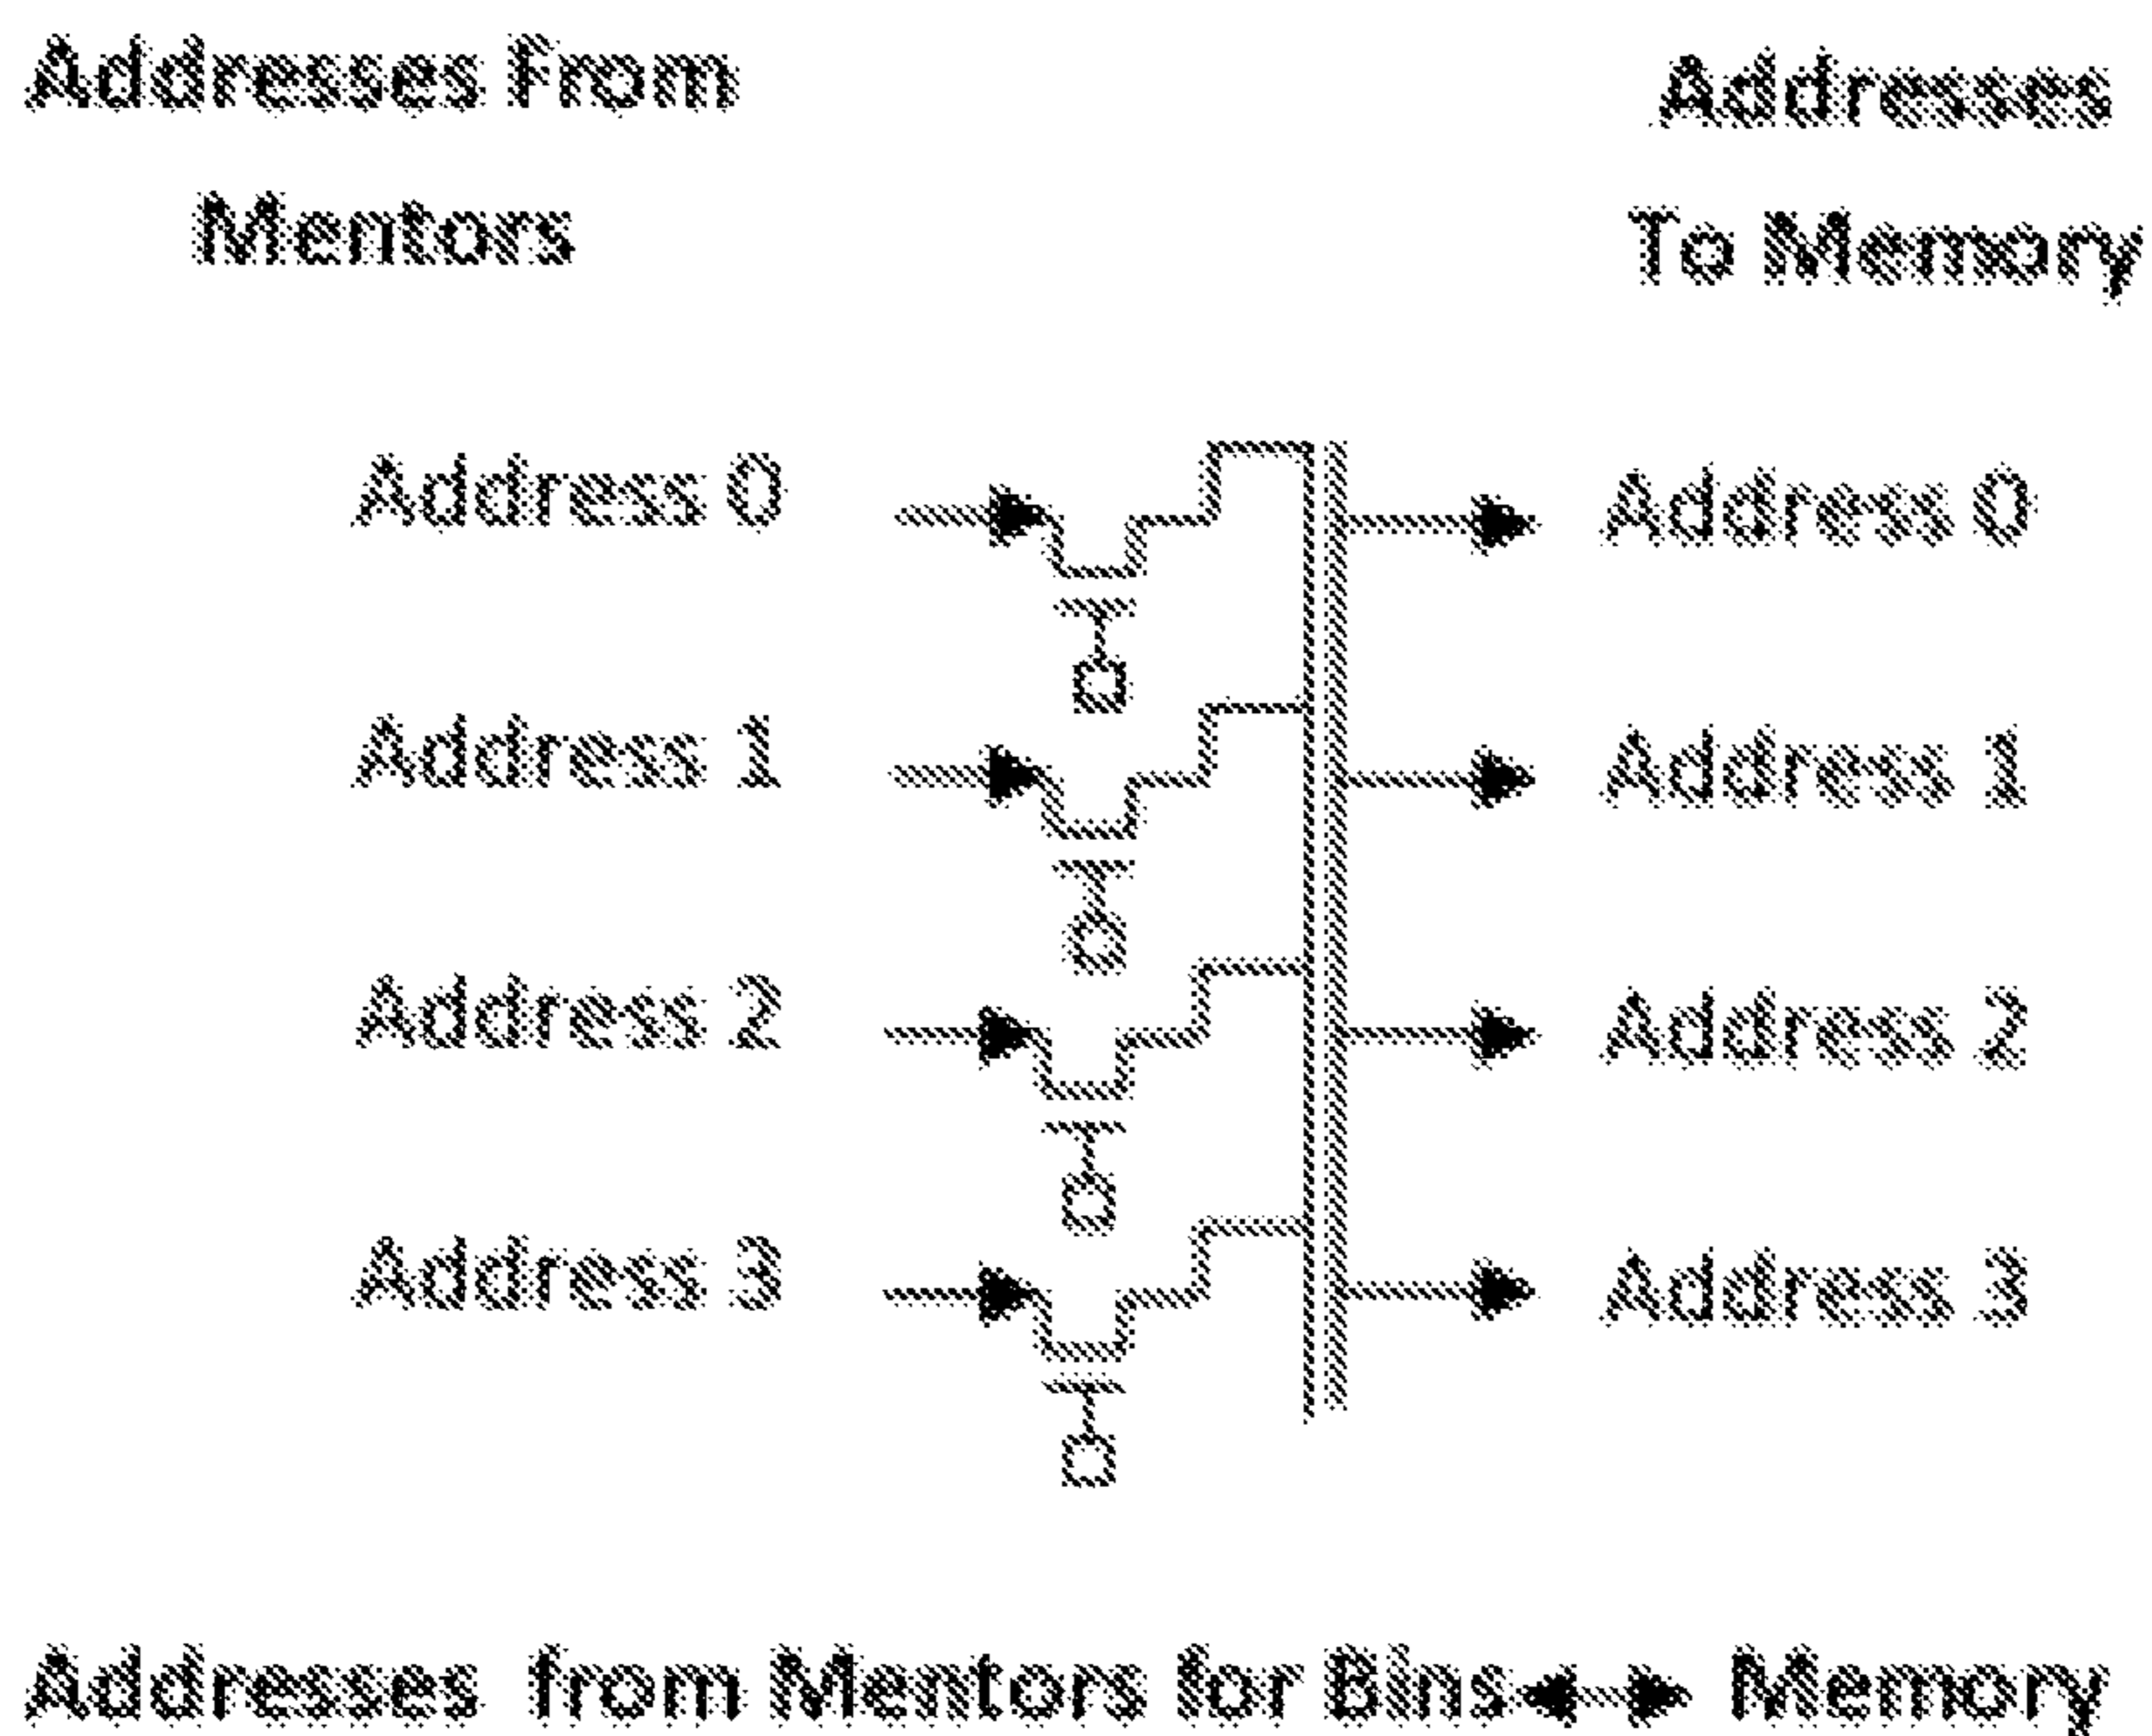 Addresses From
Mentors
Addresses
To Memory
Address 0
Address 0
Address 1
Address 1
Address 2
Address 2
Address 3
Address 3
Addresses from Mentors for Bins Memory